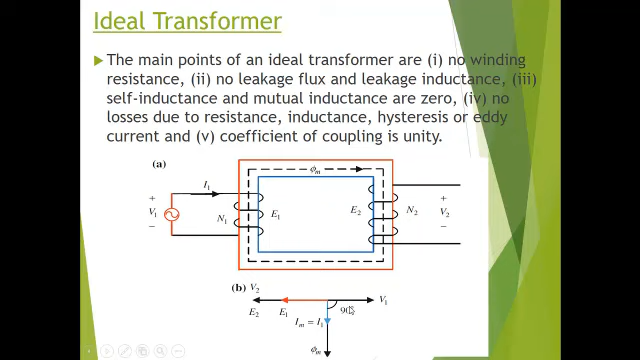 Ideal Transformer
The main points of an ideal transformer are (i) no winding
resistance, (ii) no leakage flux and leakage inductance, (iii)
self-inductance and mutual inductance are zero, (iv) no
losses due to resistance, inductance, hysteresis or eddy
current and (v) coefficient of coupling is unity.
(a)
ϕm
I1
+ V1 −
N1
E1
E2
N2
+ V2 −
(b)
V2
E2
E1
90°
V1
Im = I1
ϕm